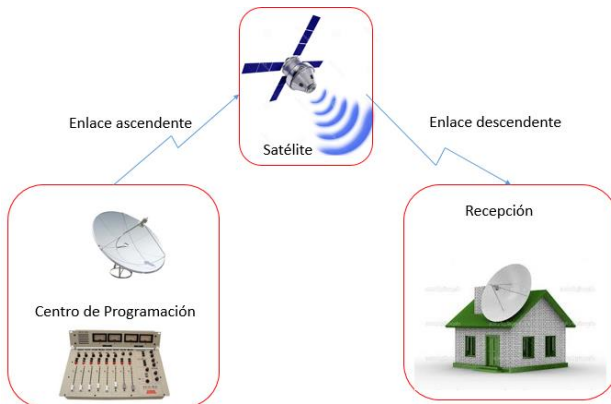 Satélite
Enlace ascendente
Enlace descendente
Centro de Programación
Recepción